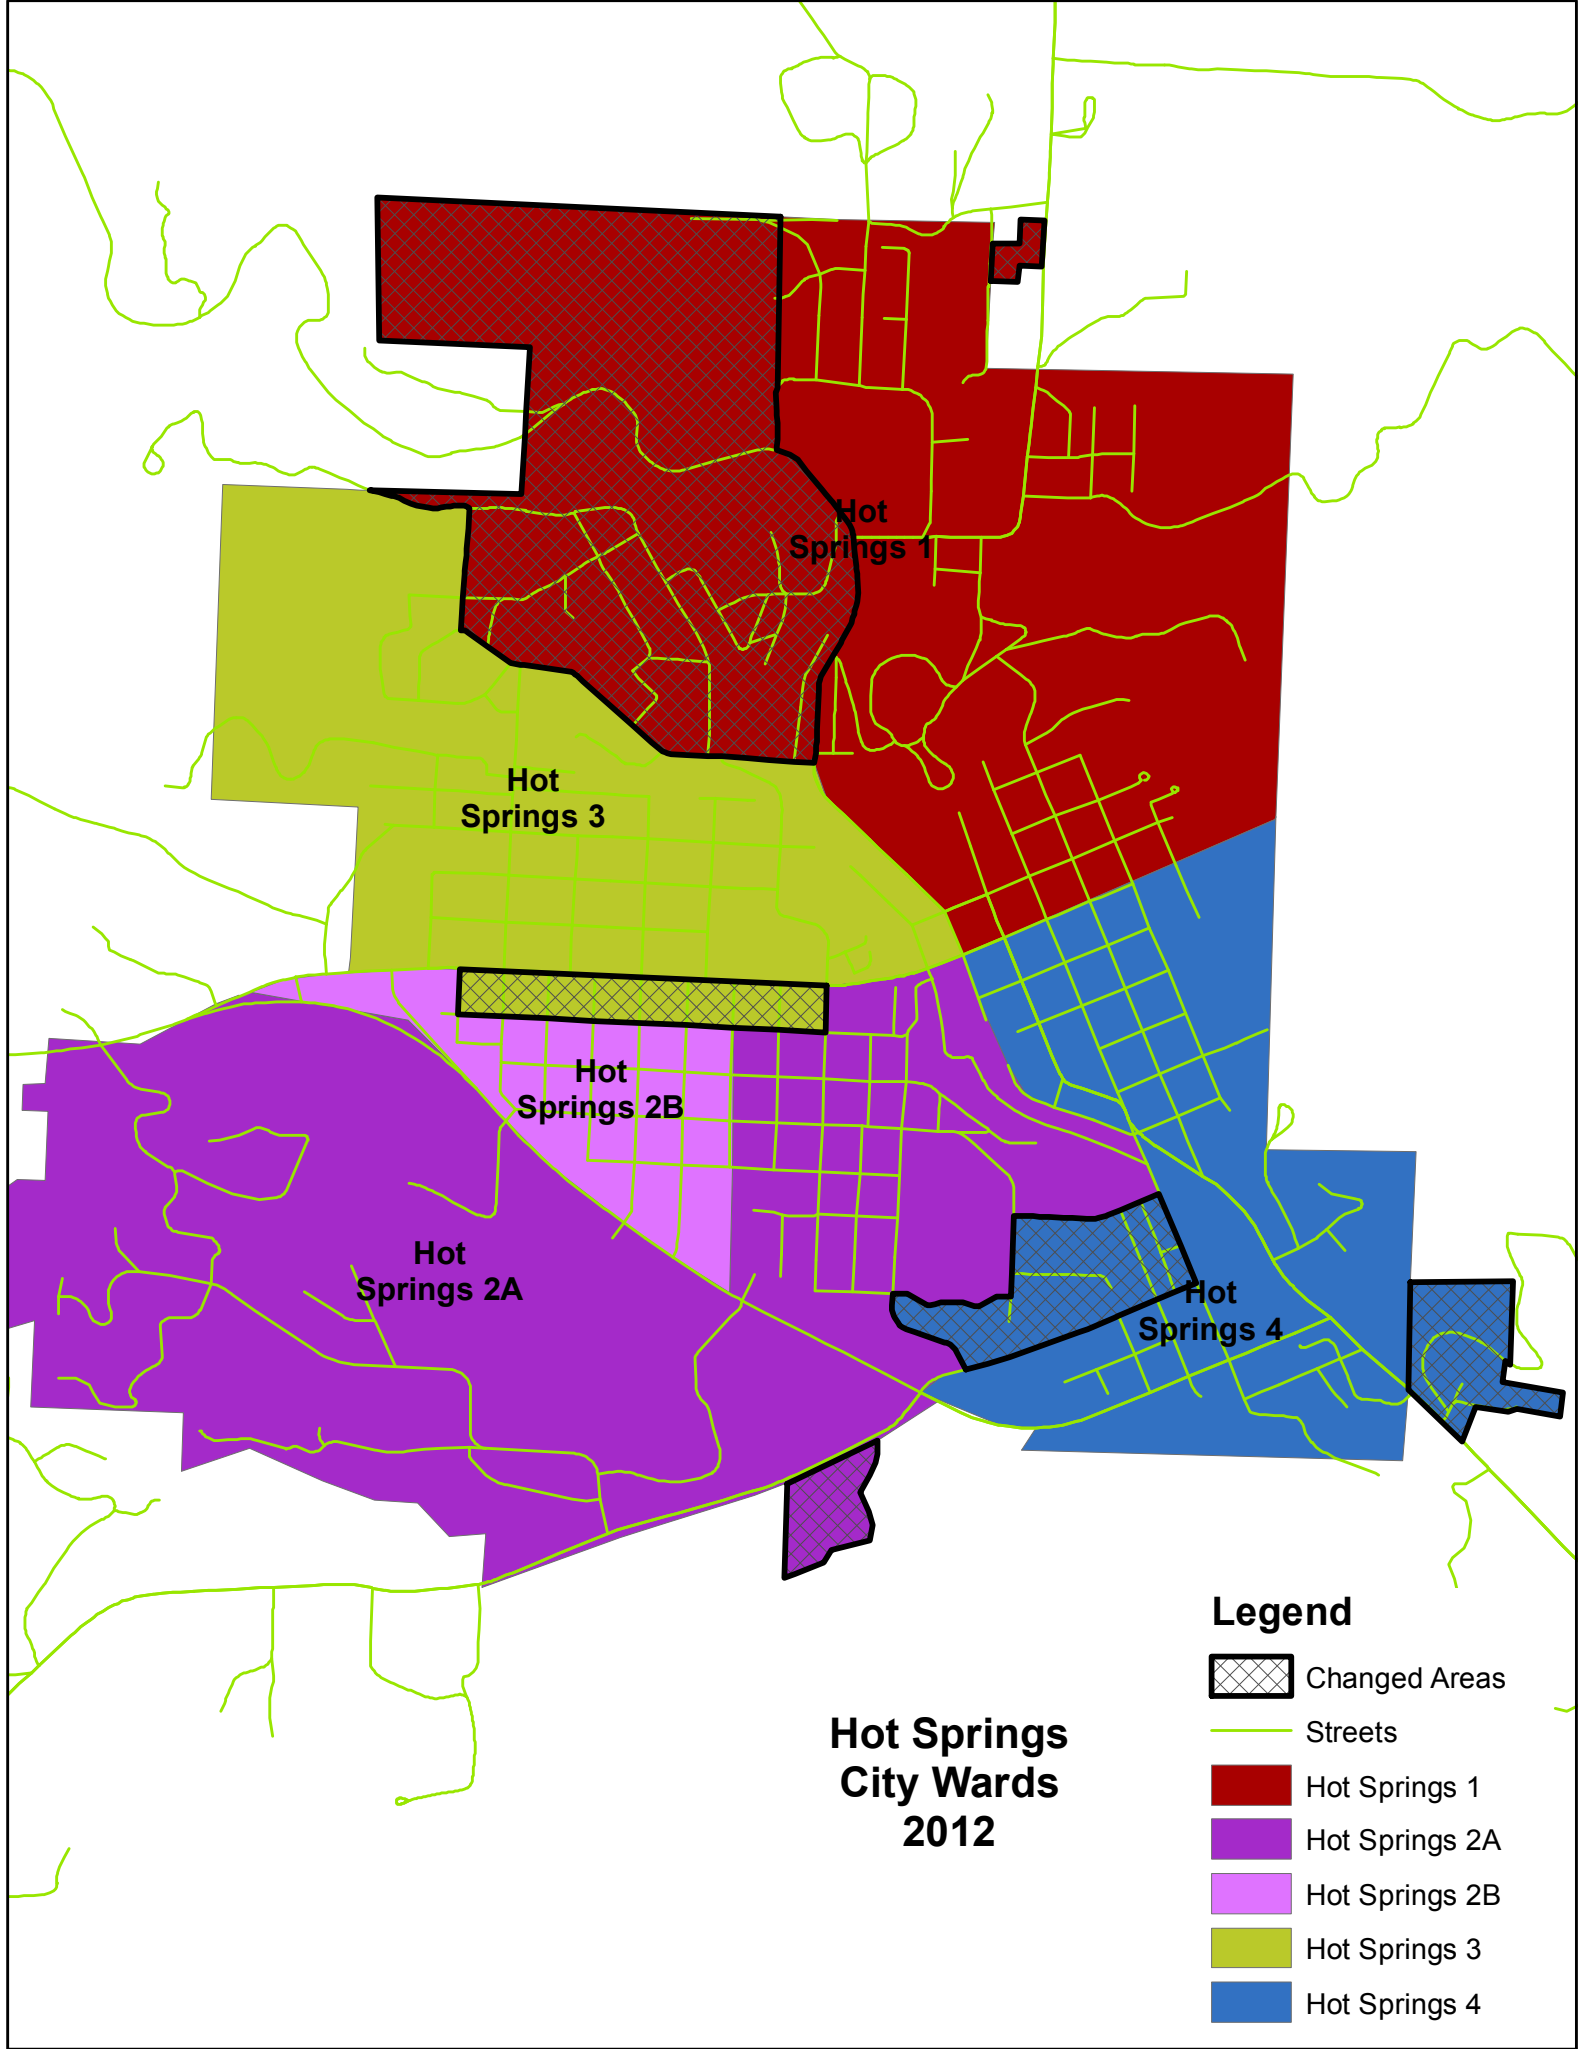 Hot
Springs 1
Hot
Springs 3
Hot
Springs 2B
Hot
Springs 2A
Hot
Springs 4
Legend
Changed Areas
Streets
Hot Springs 1
Hot Springs 2A
Hot Springs 2B
Hot Springs 3
Hot Springs 4
Hot Springs
City Wards
2012